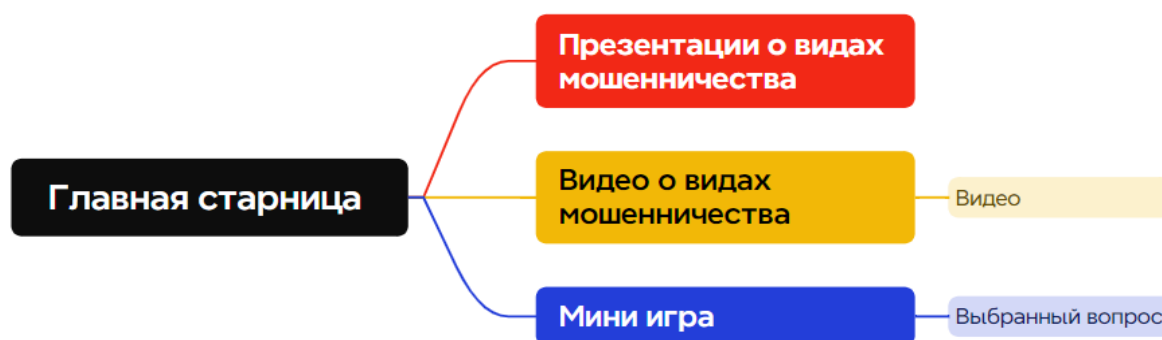 Презентации о видах
мошенничества
Главная старница
Видео о видах
мошенничества
Видео
Мини игра
Выбранный вопрос